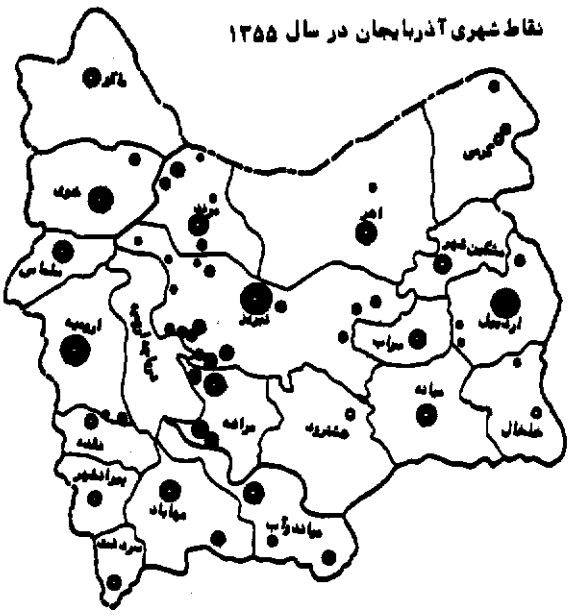 نقاط شهری آذربایجان در سال ۱۳۵۵
ماکو
خوی
مرند
اهر
گرمی
سلماس
مشگین شهر
تبریز
اردبیل
ارومیه
سراب
میانه
خلخال
مراغه
هشترود
نقده
پیرانشهر
مهاباد
میاندوآب
سردشت